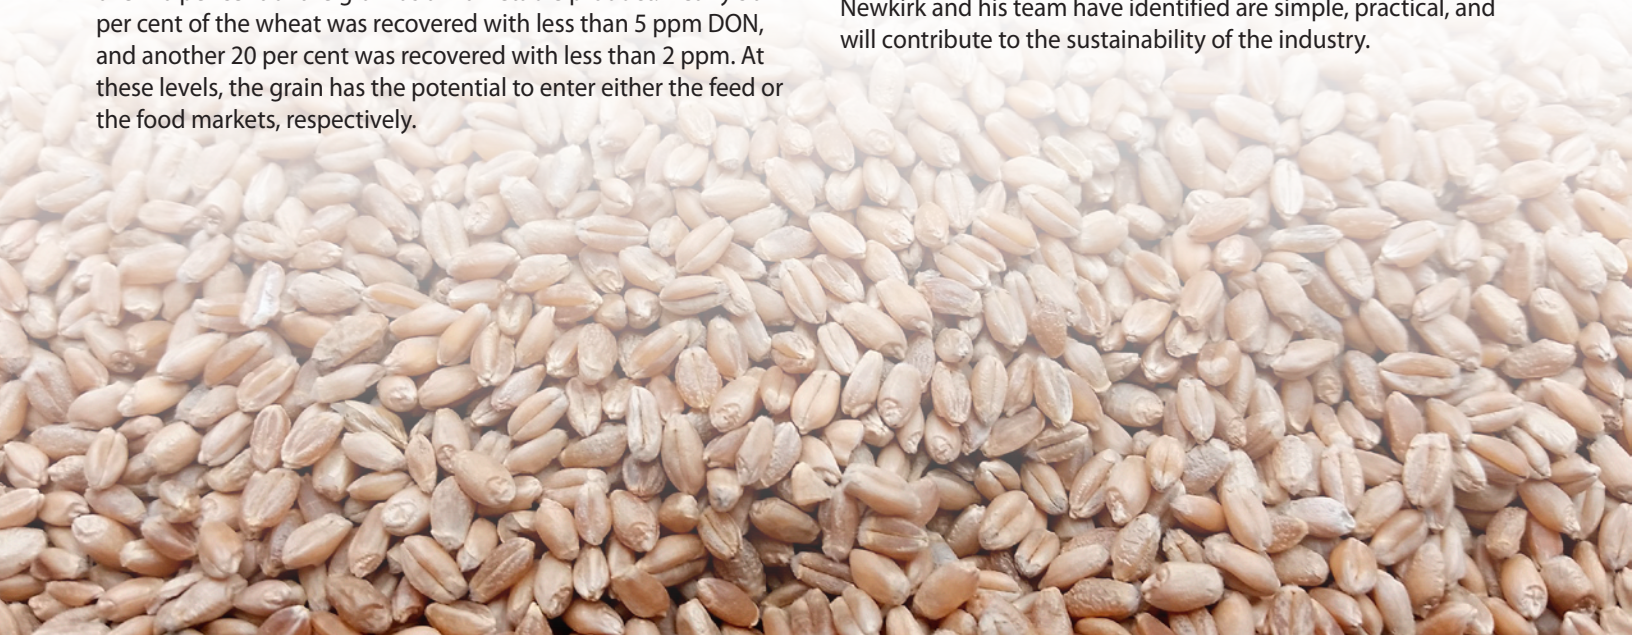 per cent of the wheat was recovered with less than 5 ppm DON,
and another 20 per cent was recovered with less than 2 ppm. At
these levels, the grain has the potential to enter either the feed or
the food markets, respectively.
Newkirk and his team have identified are simple, practical, and
will contribute to the sustainability of the industry.